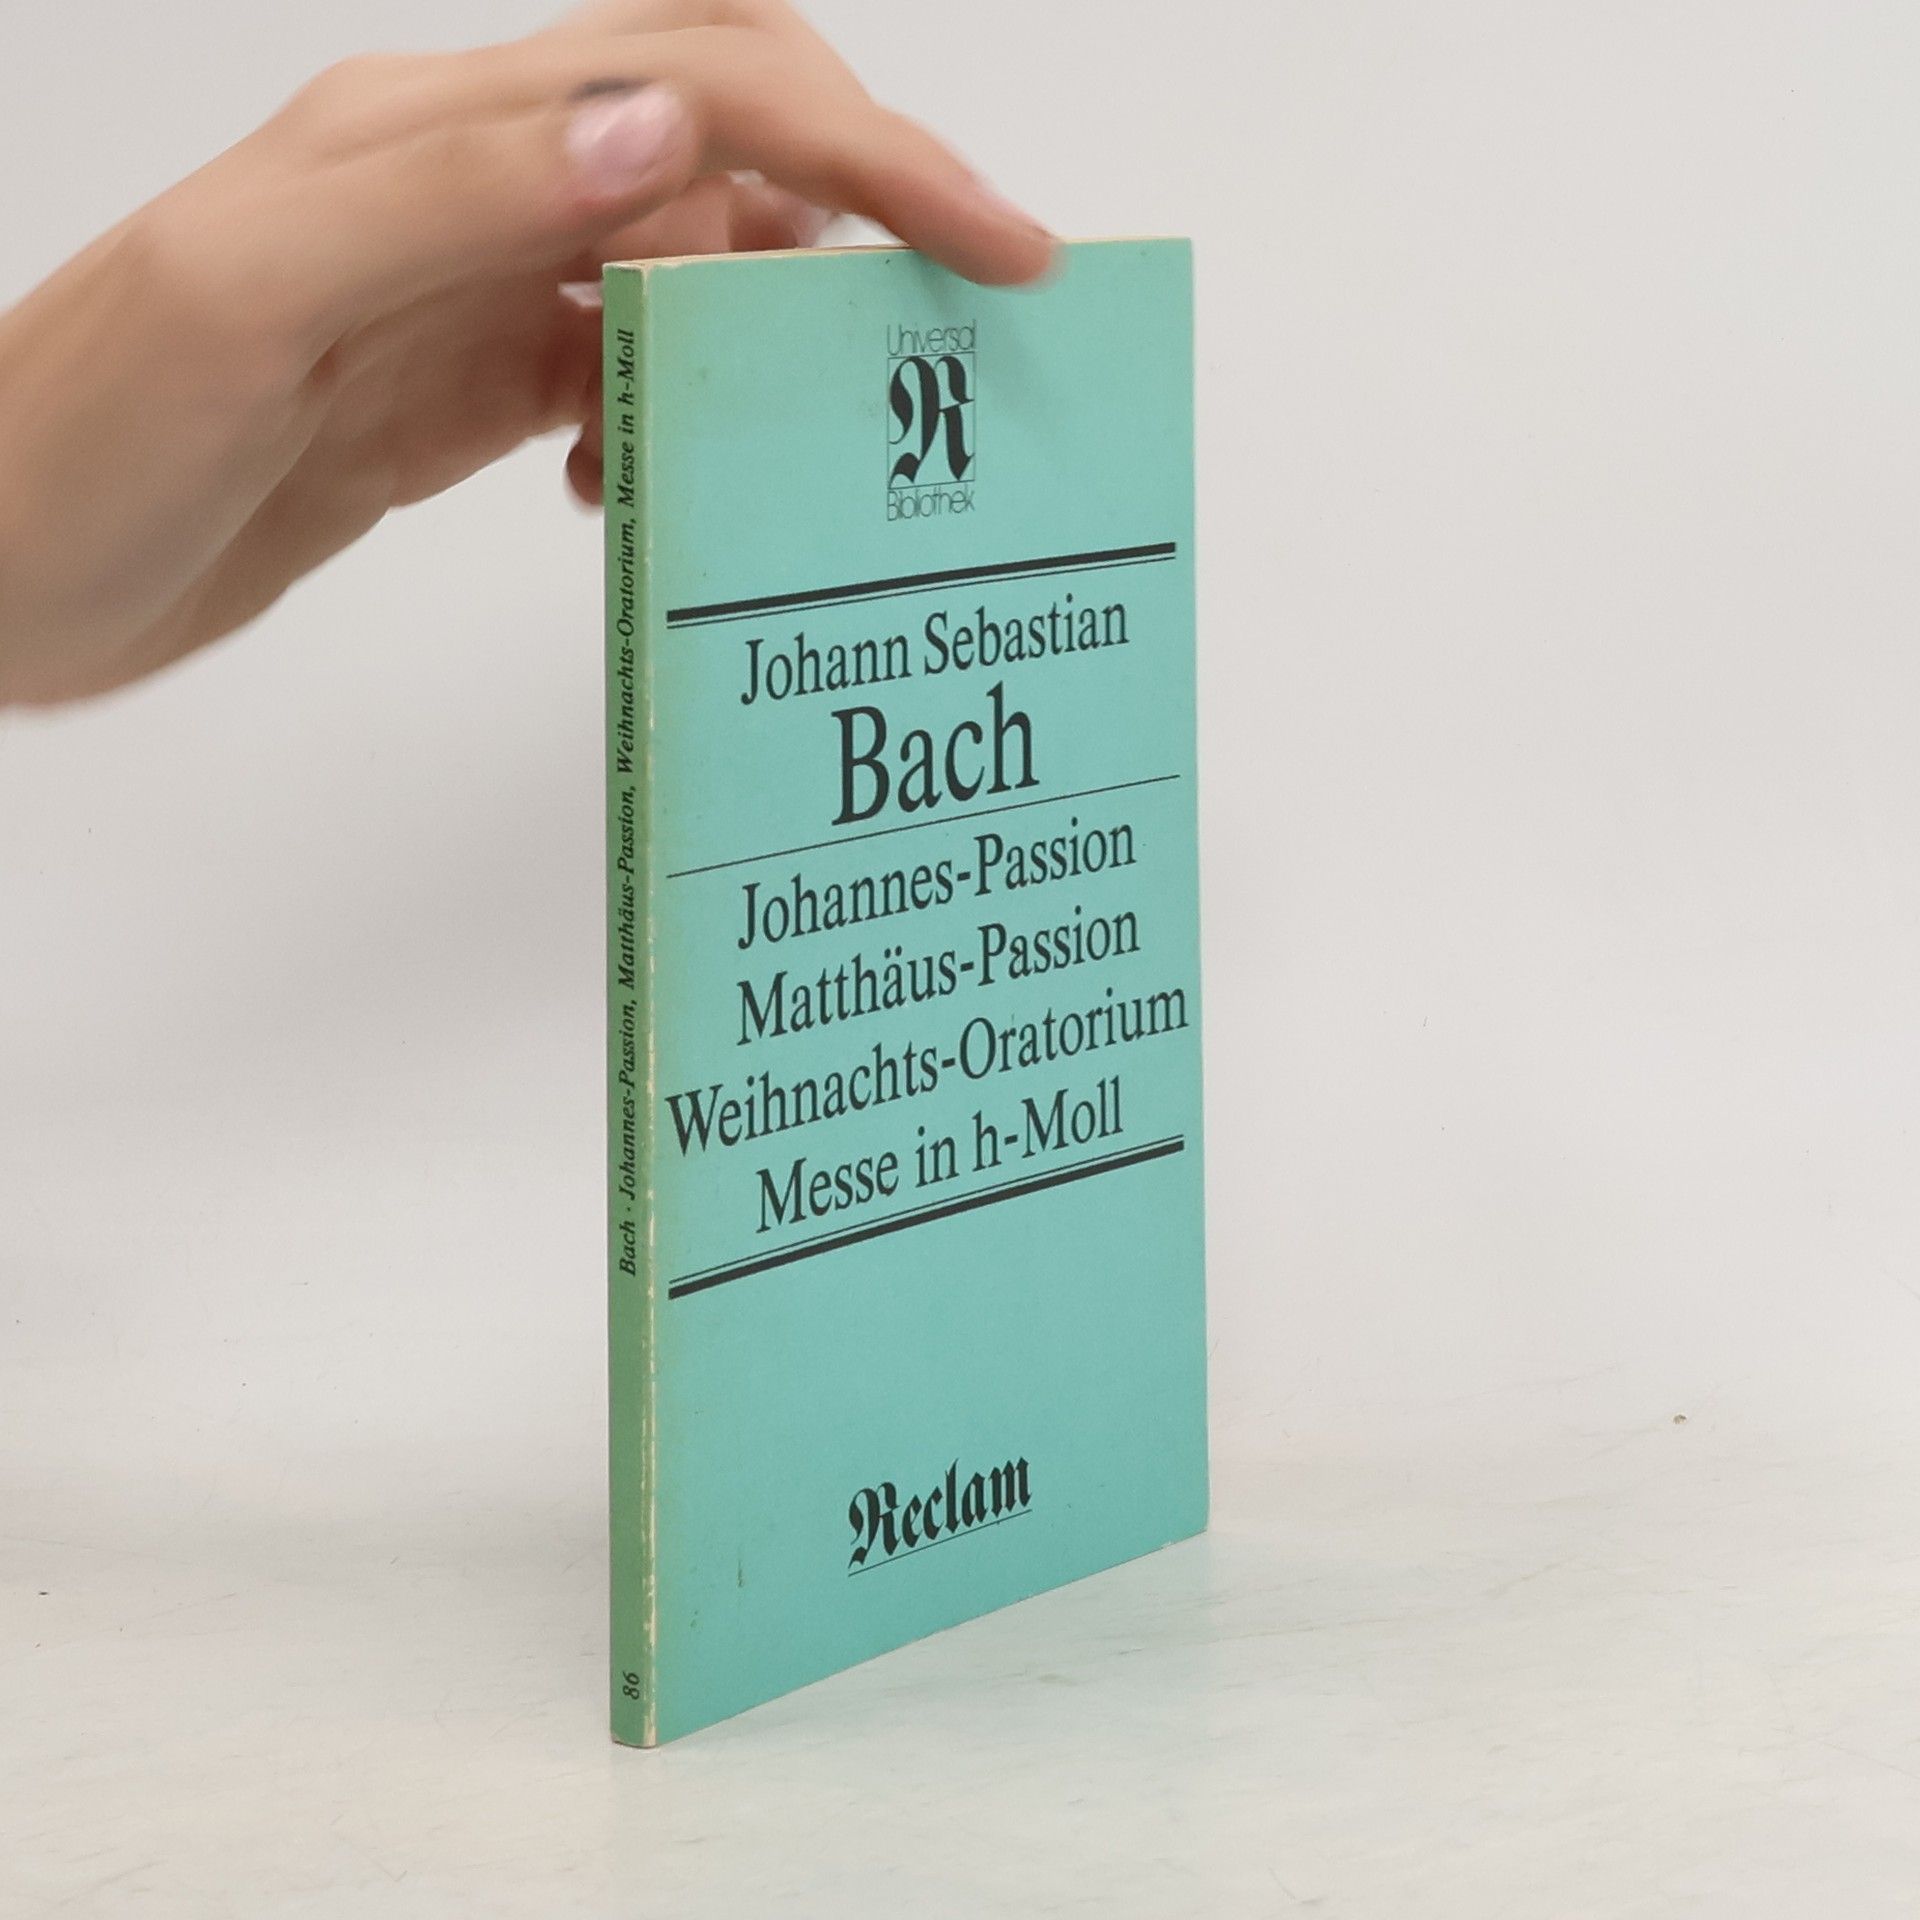 Universal
R
Bibliothek
Johann Sebastian
Bach
Johannes-Passion
Matthäus-Passion
Weihnachts-Oratorium
Messe in h-Moll
Reclam
Bach · Johannes-Passion, Matthäus-Passion, Weihnachts-Oratorium, Messe in h-Moll
86